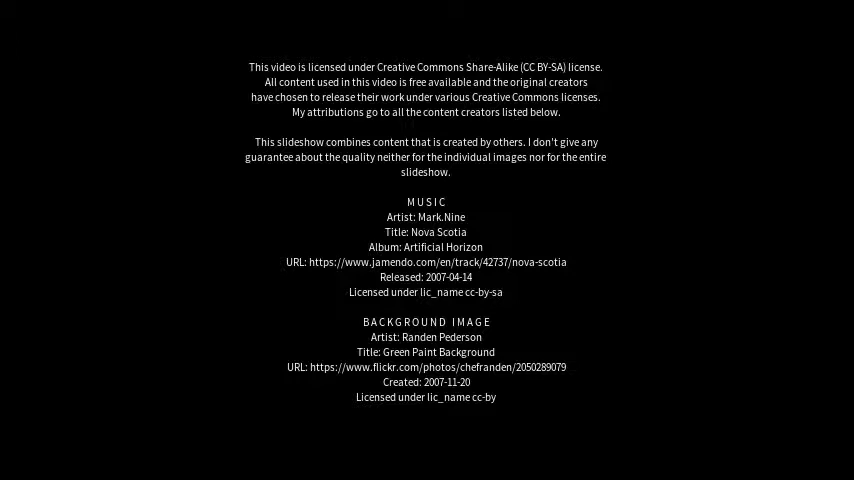 This video is licensed under Creative Commons Share-Alike (CC BY-SA) license.
All content used in this video is free available and the original creators
have chosen to release their work under various Creative Commons licenses.
My attributions go to all the content creators listed below.
This slideshow combines content that is created by others. I don't give any
guarantee about the quality neither for the individual images nor for the entire
slideshow.
MUSIC
Artist: Mark.Nine
Title: Nova Scotia
Album: Artificial Horizon
URL: https://www.jamendo.com/en/track/42737/nova-scotia
Released: 2007-04-14
Licensed under lic_name cc-by-sa
BACKGROUND IMAGE
Artist: Randen Pederson
Title: Green Paint Background
URL: https://www.flickr.com/photos/chefranden/2050289079
Created: 2007-11-20
Licensed under lic_name cc-by